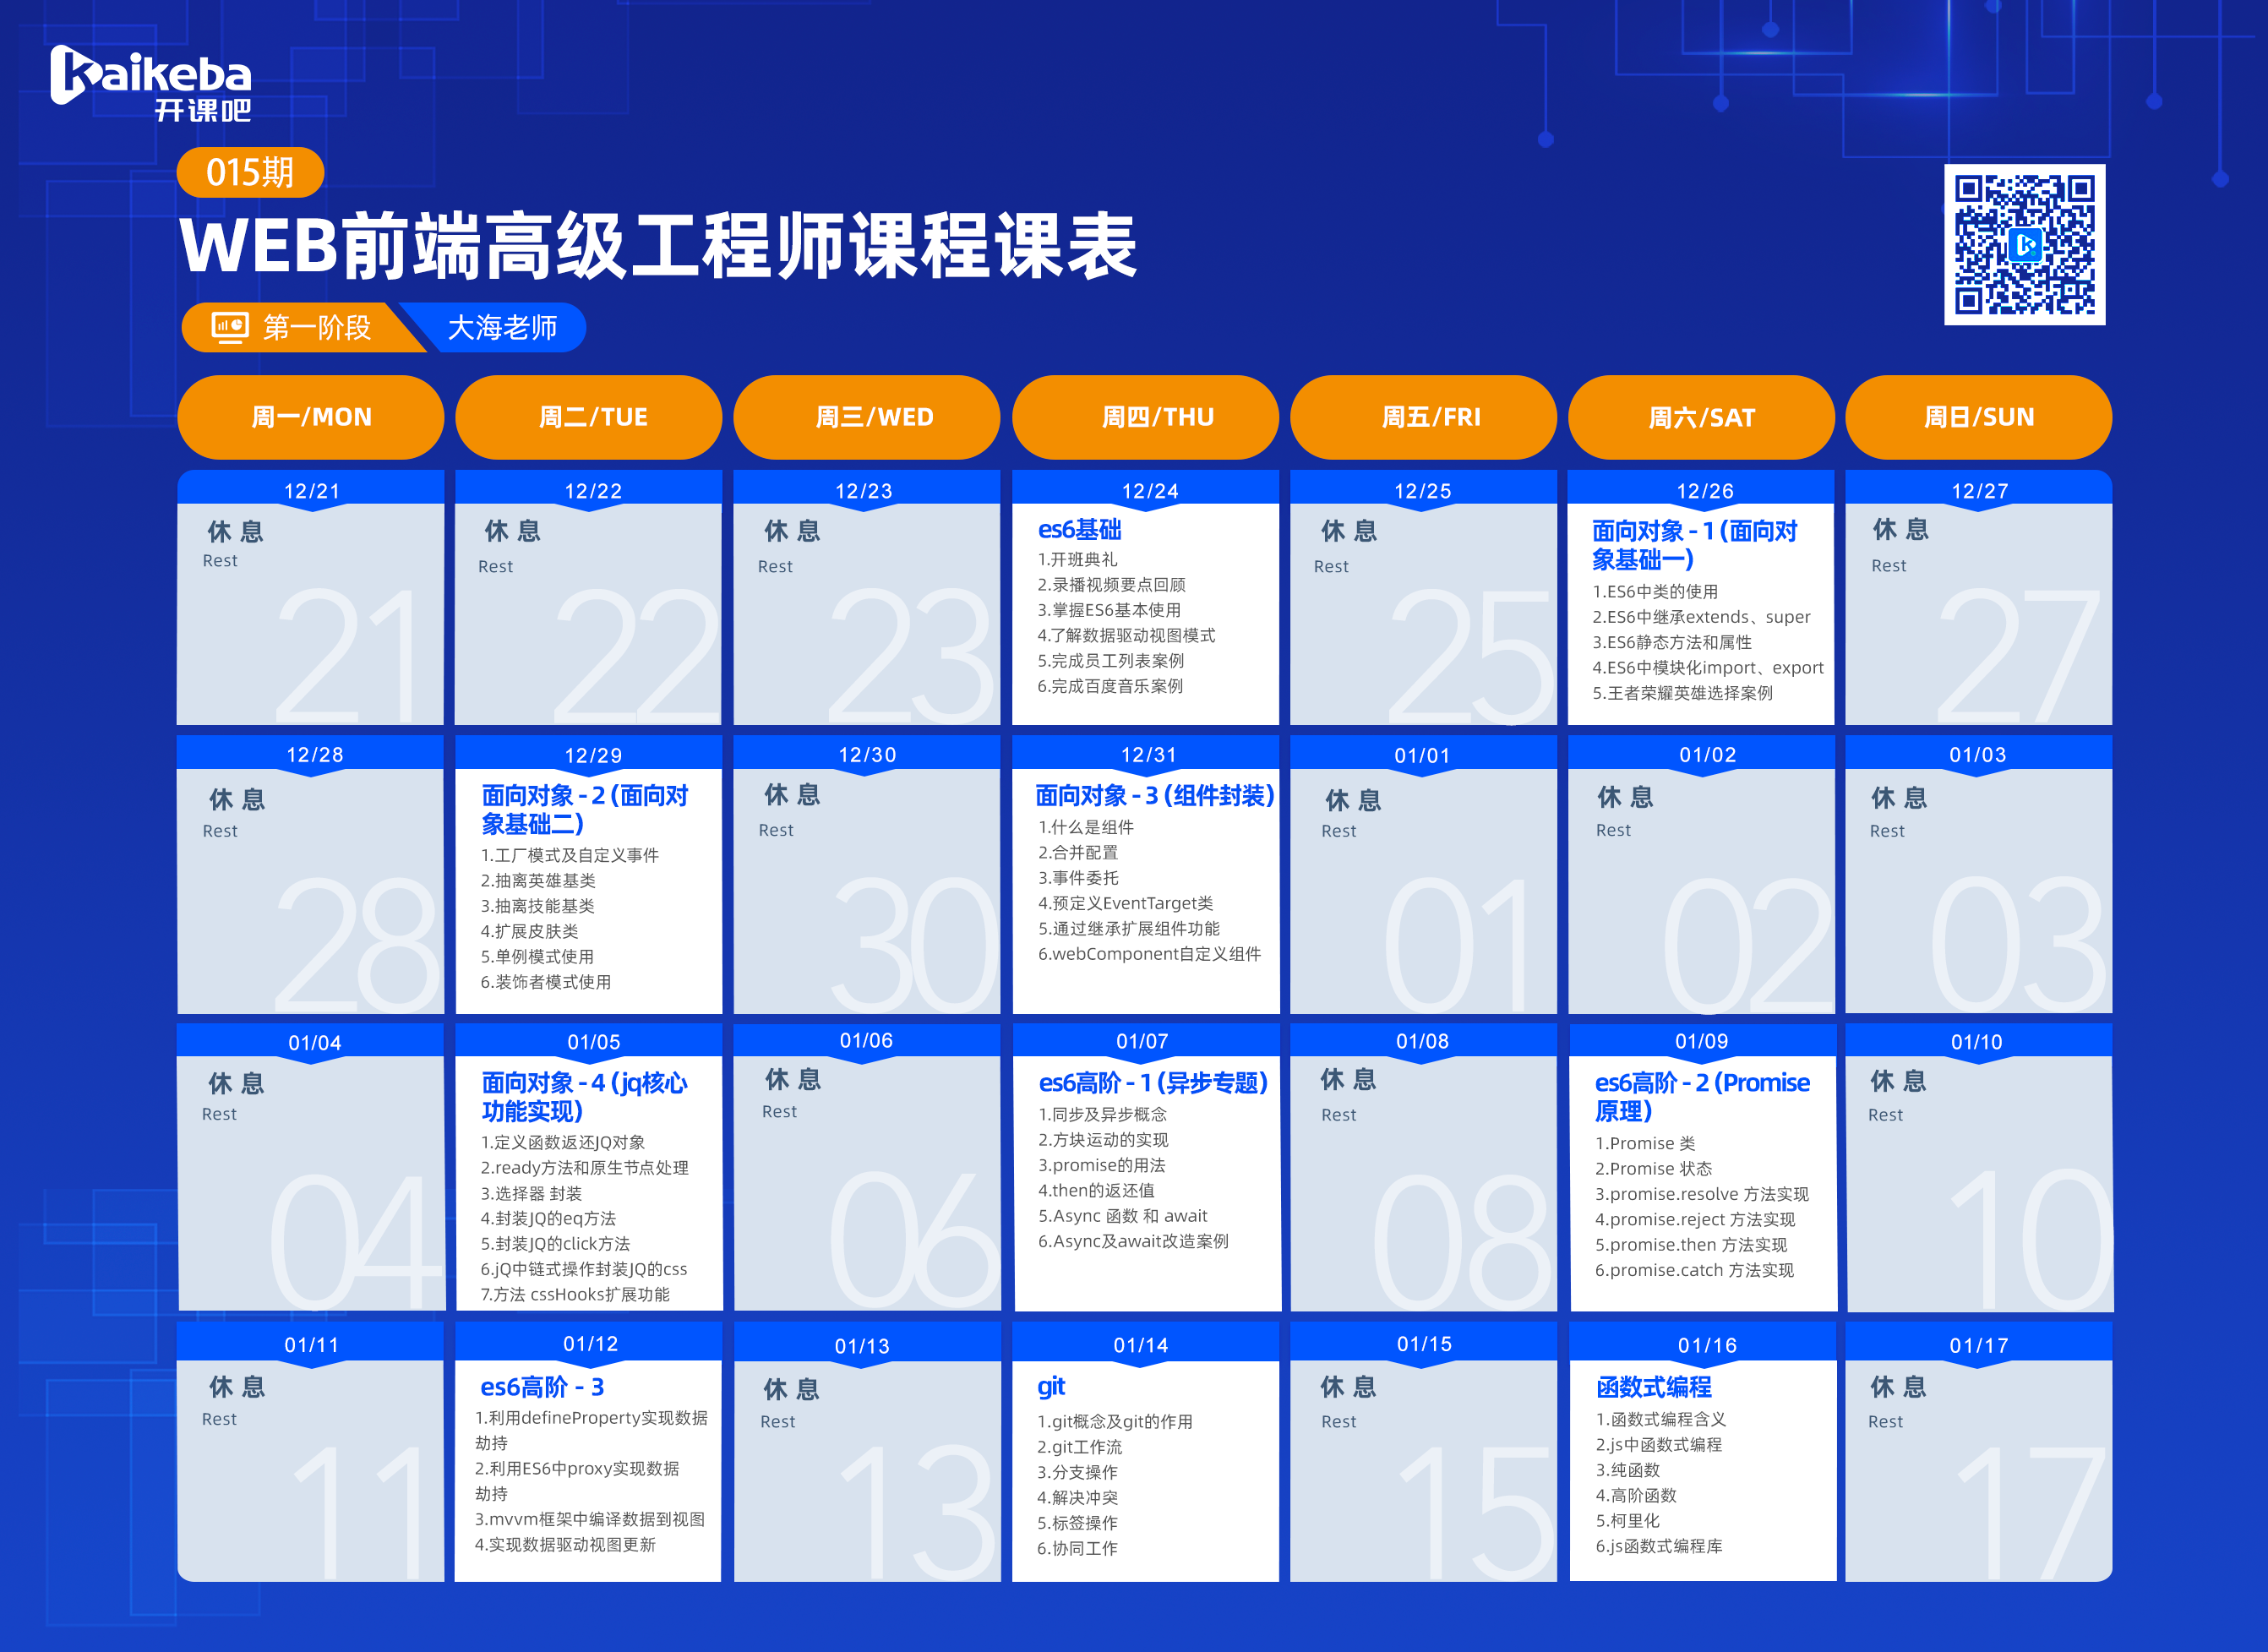 Kaikeba
开课吧
015期
WEB前端高级工程师课程课表
第一阶段
大海老师
周一/MON
周二/TUE
周三/WED
周四/THU
周五/FRI
周六/SAT
周日/SUN
12/21
休息
Rest
21
12/22
休息
Rest
22
12/23
休息
Rest
23
12/24
es6基础
1.开班典礼
2.录播视频要点回顾
3.掌握ES6基本使用
4.了解数据驱动视图模式
5.完成员工列表案例
6.完成百度音乐案例
12/25
休息
Rest
25
12/26
面向对象 - 1 (面向对
象基础一)
1.ES6中类的使用
2.ES6中继承extends、super
3.ES6静态方法和属性
4.ES6中模块化import、export
5.王者荣耀英雄选择案例
12/27
休息
Rest
27
12/28
休息
Rest
28
12/29
面向对象 - 2 (面向对
象基础二)
1.工厂模式及自定义事件
2.抽离英雄基类
3.抽离技能基类
4.扩展皮肤类
5.单例模式使用
6.装饰者模式使用
12/30
休息
Rest
30
12/31
面向对象 - 3 (组件封装)
1.什么是组件
2.合并配置
3.事件委托
4.预定义EventTarget类
5.通过继承扩展组件功能
6.webComponent自定义组件
01/01
休息
Rest
01
01/02
休息
Rest
02
01/03
休息
Rest
03
01/04
休息
Rest
04
01/05
面向对象 - 4 (jq核心
功能实现)
1.定义函数返还JQ对象
2.ready方法和原生节点处理
3.选择器 封装
4.封装JQ的eq方法
5.封装JQ的click方法
6.jQ中链式操作封装JQ的css
7.方法 cssHooks扩展功能
01/06
休息
Rest
06
01/07
es6高阶 - 1 (异步专题)
1.同步及异步概念
2.方块运动的实现
3.promise的用法
4.then的返还值
5.Async 函数 和 await
6.Async及await改造案例
01/08
休息
Rest
08
01/09
es6高阶 - 2 (Promise
原理)
1.Promise 类
2.Promise 状态
3.promise.resolve 方法实现
4.promise.reject 方法实现
5.promise.then 方法实现
6.promise.catch 方法实现
01/10
休息
Rest
10
01/11
休息
Rest
11
01/12
es6高阶 - 3
1.利用defineProperty实现数据
劫持
2.利用ES6中proxy实现数据
劫持
3.mvvm框架中编译数据到视图
4.实现数据驱动视图更新
01/13
休息
Rest
13
01/14
git
1.git概念及git的作用
2.git工作流
3.分支操作
4.解决冲突
5.标签操作
6.协同工作
01/15
休息
Rest
15
01/16
函数式编程
1.函数式编程含义
2.js中函数式编程
3.纯函数
4.高阶函数
5.柯里化
6.js函数式编程库
01/17
休息
Rest
17